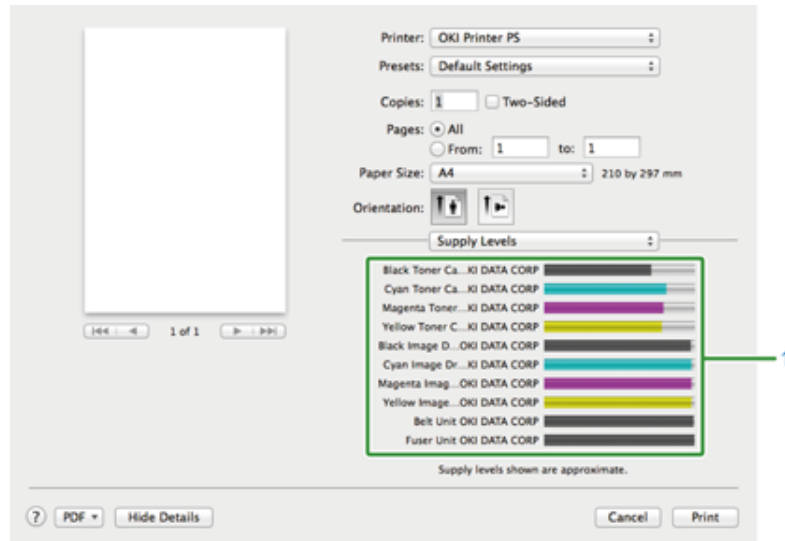 Printer: OKI Printer PS
Presets: Default Settings
Copies: 1 Two-Sided
Pages: All
From: 1 to: 1
Paper Size: A4 210 by 297 mm
Orientation:
Supply Levels
Black Toner Ca...KI DATA CORP
Cyan Toner Ca...KI DATA CORP
Magenta Toner...KI DATA CORP
Yellow Toner C...KI DATA CORP
Black Image D...OKI DATA CORP
Cyan Image Dr...KI DATA CORP
Magenta Imag...OKI DATA CORP
Yellow Image...OKI DATA CORP
Belt Unit OKI DATA CORP
Fuser Unit OKI DATA CORP
1
1 of 1
Supply levels shown are approximate.
? PDF Hide Details Cancel Print